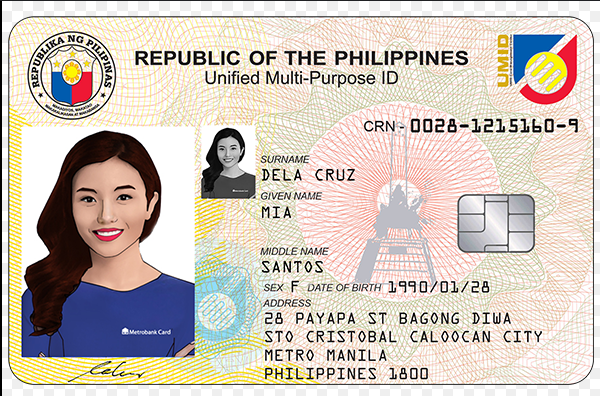 REPUBLIKA NG PILIPINAS
REPUBLIC OF THE PHILIPPINES
Unified Multi-Purpose ID
UMID
CRN - 0028-1215160-9
SURNAME
DELA CRUZ
GIVEN NAME
MIA
MIDDLE NAME
SANTOS
SEX F DATE OF BIRTH 1990/01/28
ADDRESS
28 PAYAPA ST BAGONG DIWA
STO CRISTOBAL CALOOCAN CITY
METRO MANILA
PHILIPPINES 1800
Metrobank Card